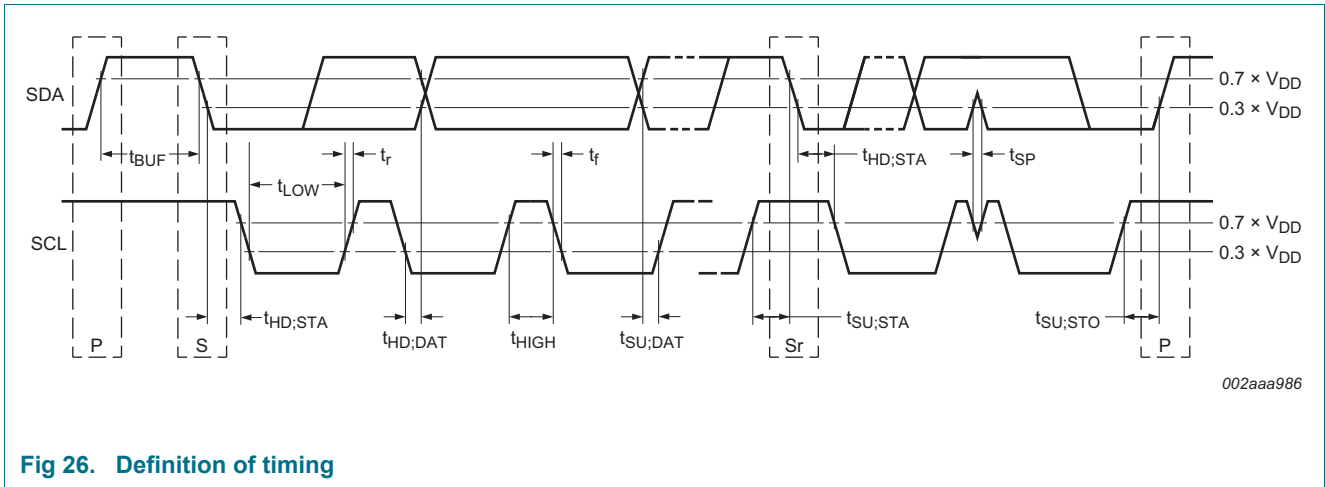 0.7 × VDD
SDA
0.3 × VDD
tBUF
tr
tf
tHD;STA
tSP
tLOW
0.7 × VDD
SCL
0.3 × VDD
tHD;STA
tHD;DAT
tHIGH
tSU;DAT
tSU;STA
tSU;STO
P
S
Sr
P
002aaa986
Fig 26. Definition of timing